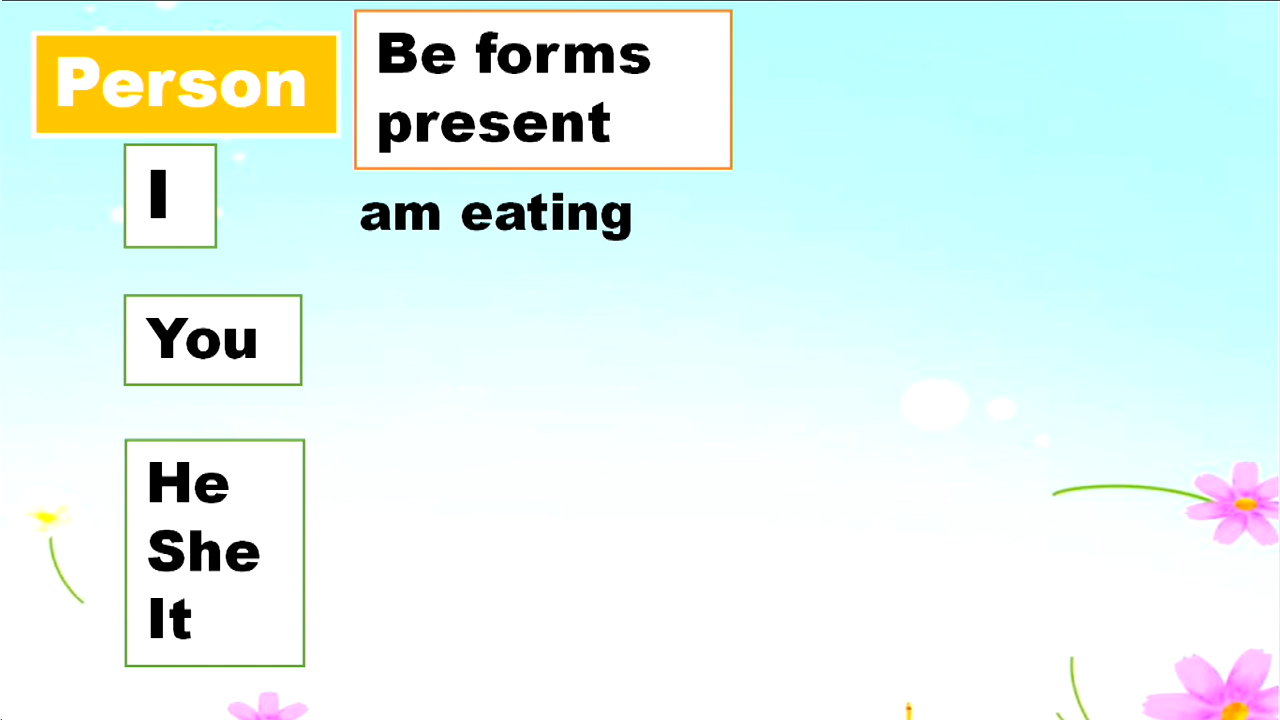 Person
Be forms
present
I
am eating
You
He
She
It